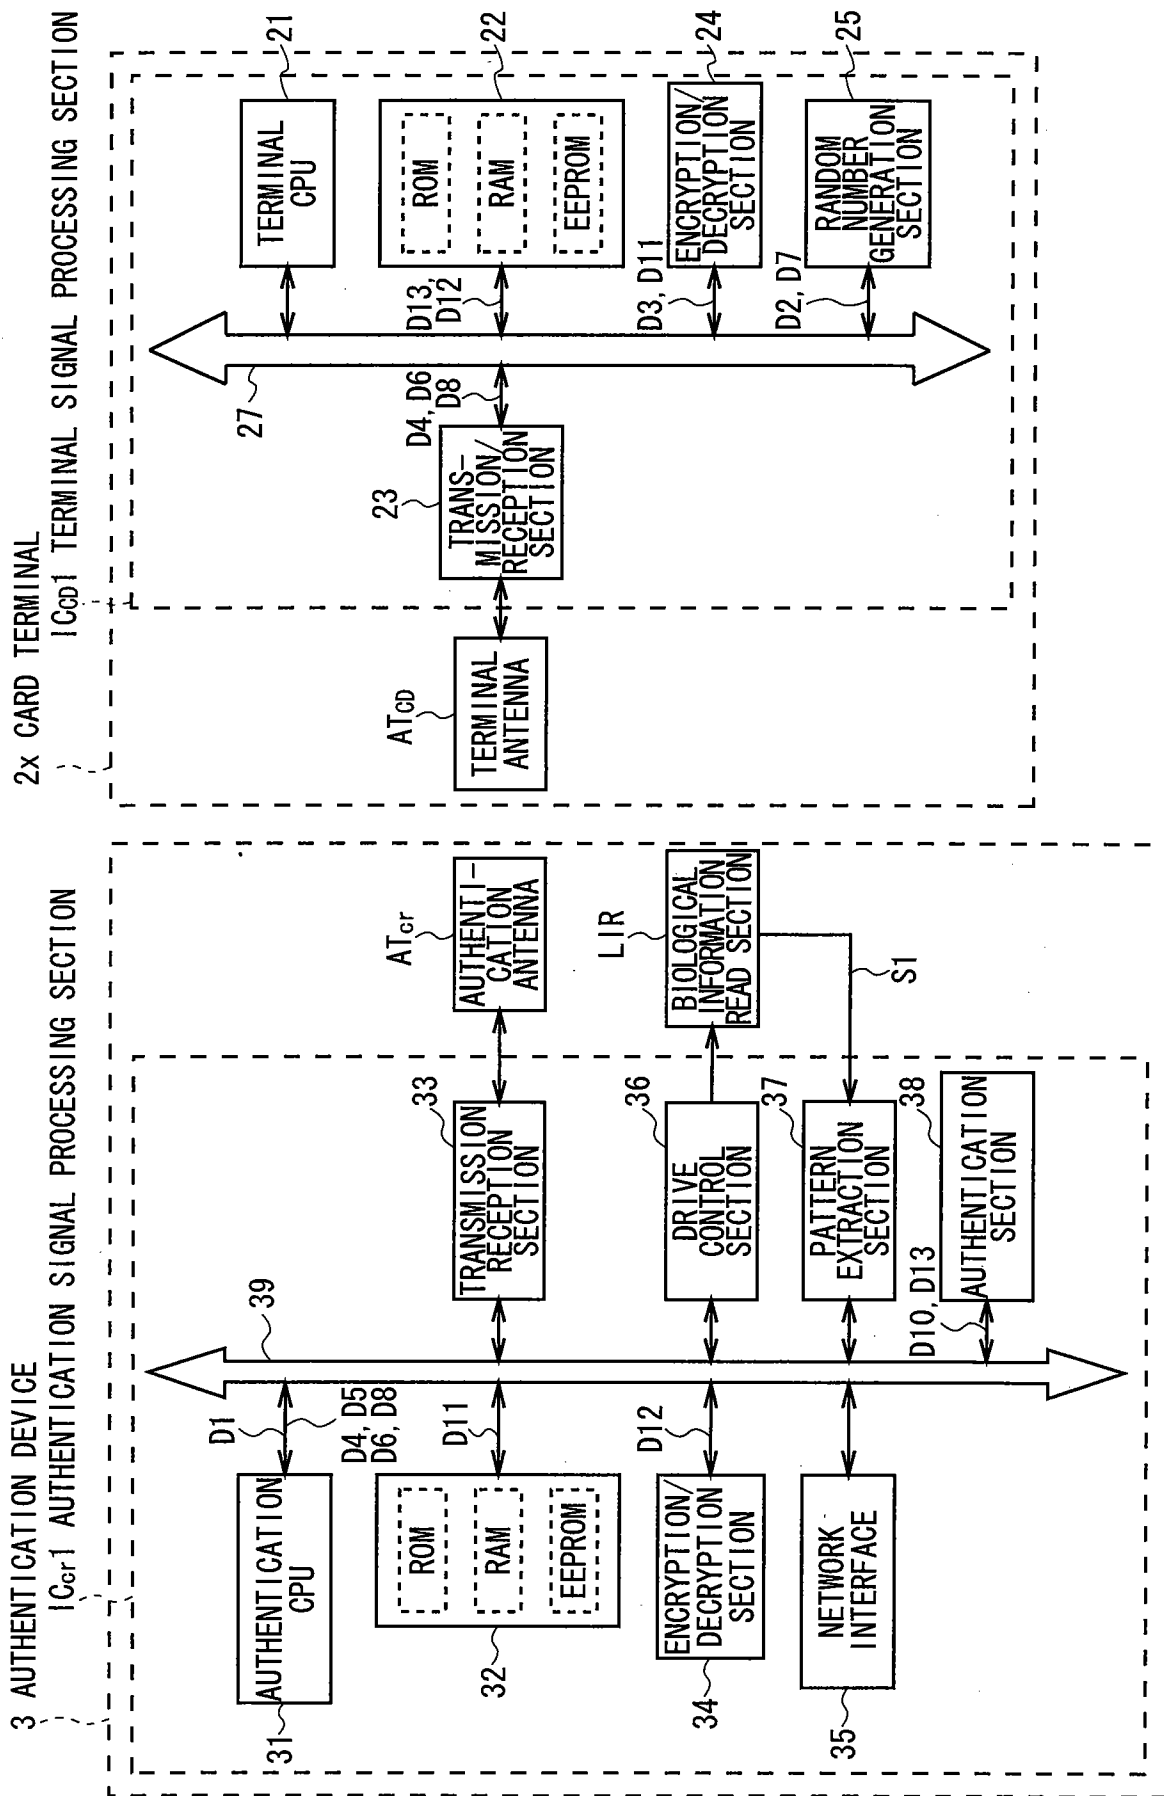 3 AUTHENTICATION DEVICE
ICcr1 AUTHENTICATION SIGNAL PROCESSING SECTION
31
AUTHENTICATION
CPU
D1
D4, D5
D6, D8
39
32
ROM
RAM
EEPROM
D11
33
TRANSMISSION
RECEPTION
SECTION
ATcr
AUTHENTI-
CATION
ANTENNA
34
ENCRYPTION/
DECRYPTION
SECTION
D12
36
DRIVE
CONTROL
SECTION
LIR
BIOLOGICAL
INFORMATION
READ SECTION
S1
35
NETWORK
INTERFACE
37
PATTERN
EXTRACTION
SECTION
38
AUTHENTICATION
SECTION
D10, D13
2x CARD TERMINAL
ICCD1 TERMINAL SIGNAL PROCESSING SECTION
ATCD
TERMINAL
ANTENNA
23
TRANS-
MISSION/
RECEPTION
SECTION
D4, D6
D8
27
21
TERMINAL
CPU
22
ROM
RAM
EEPROM
D13,
D12
24
ENCRYPTION/
DECRYPTION/
SECTION
D3, D11
25
RANDOM
NUMBER
GENERATION
SECTION
D2, D7